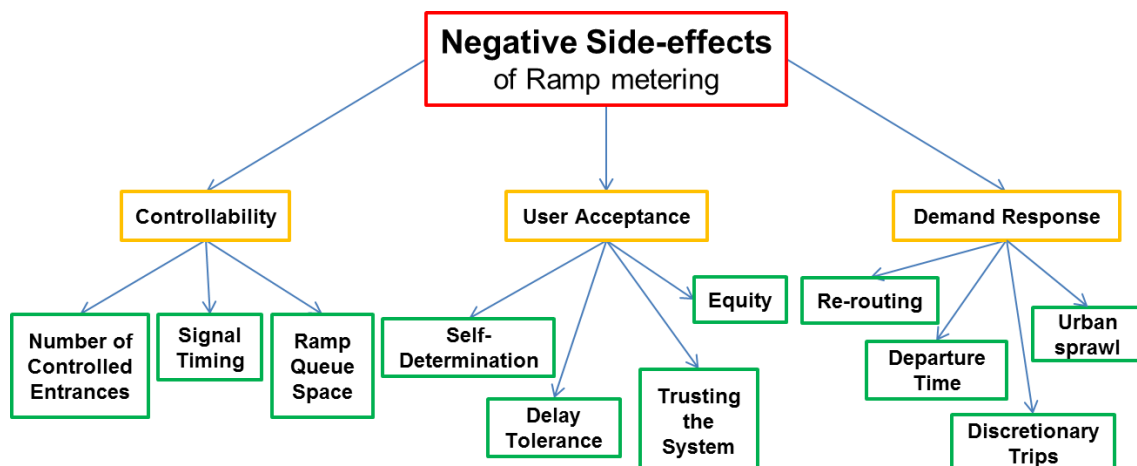 Negative Side-effects
of Ramp metering
Controllability
User Acceptance
Demand Response
Number of
Controlled
Entrances
Signal
Timing
Ramp
Queue
Space
Self-
Determination
Delay
Tolerance
Trusting
the
System
Equity
Re-routing
Departure
Time
Discretionary
Trips
Urban
sprawl